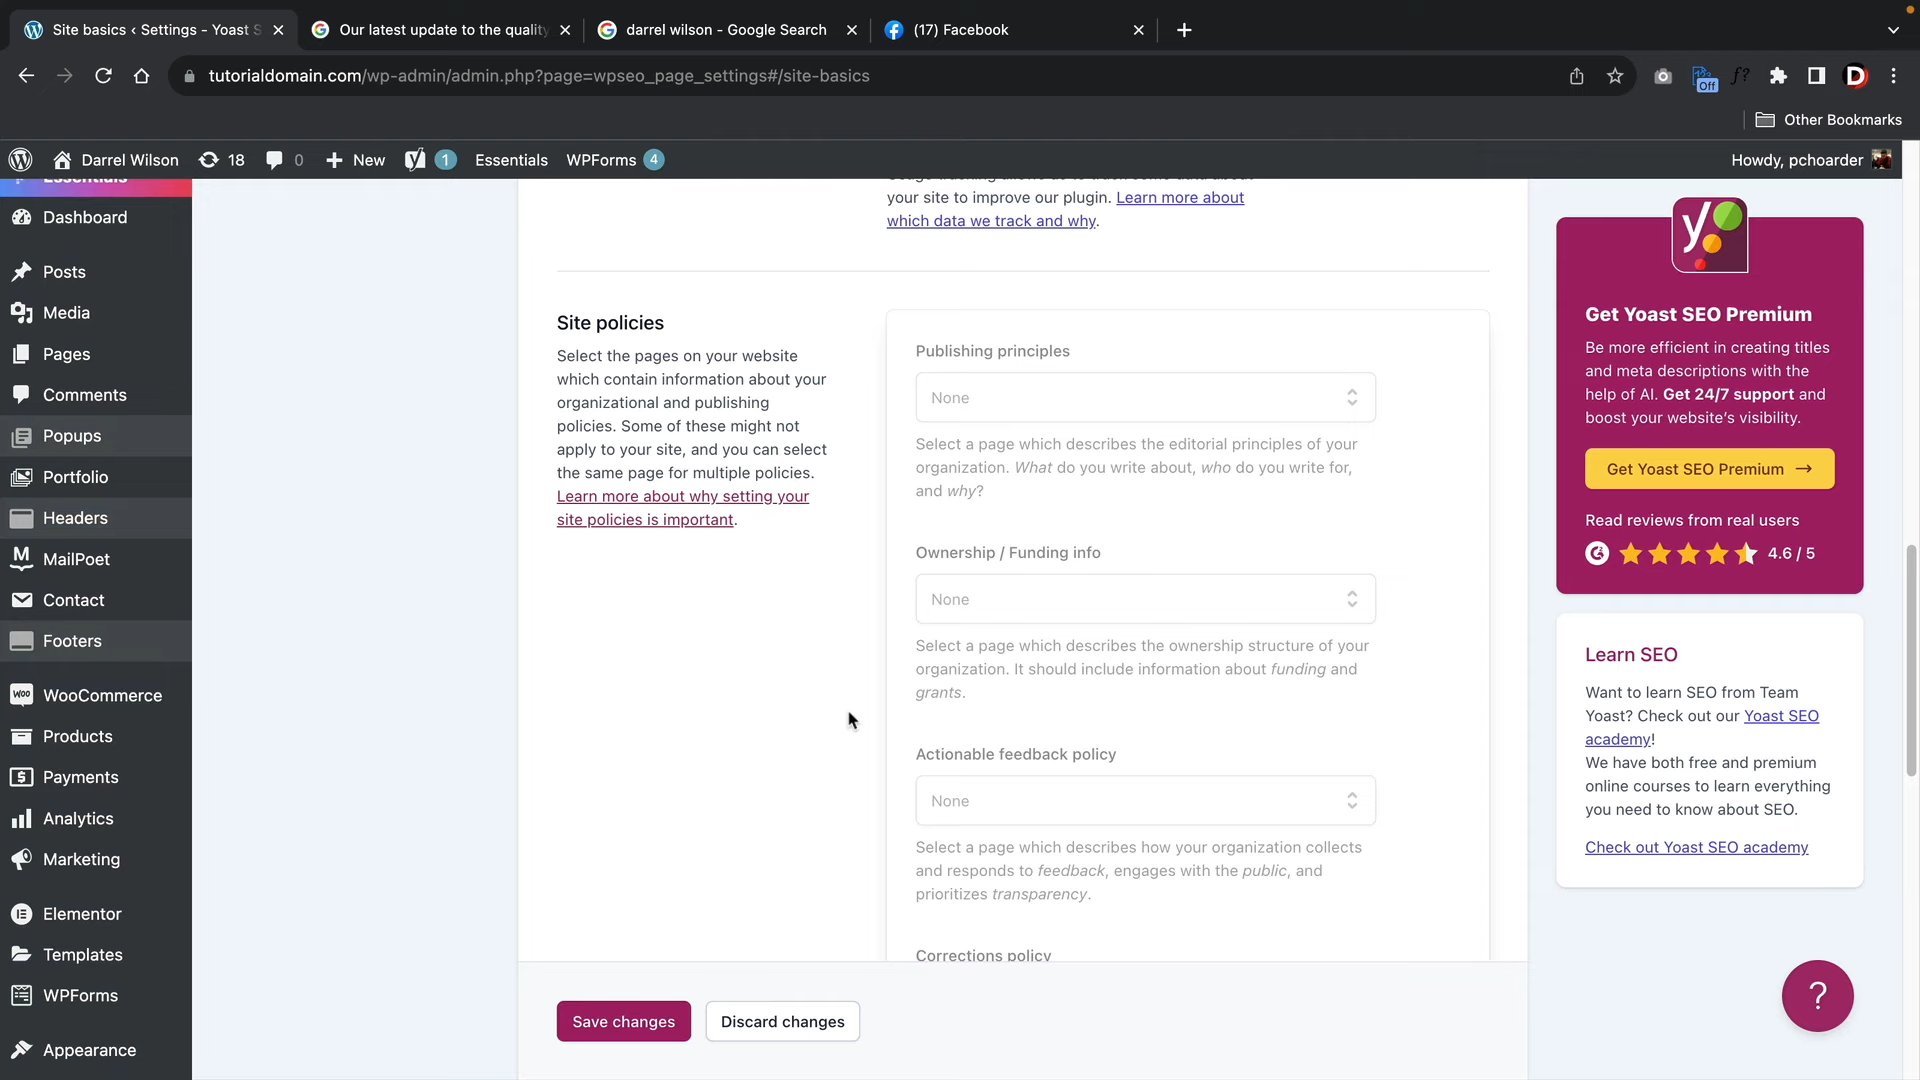 Site basics ‹ Settings - Yoast S
Our latest update to the quality
darrel wilson - Google Search
(17) Facebook
tutorialdomain.com/wp-admin/admin.php?page=wpseo_page_settings#/site-basics
Off
f?
D
Other Bookmarks
Darrel Wilson
18
0
New
1
Essentials
WPForms
4
Howdy, pchoarder
Essentials
Dashboard
Posts
Media
Pages
Comments
Popups
Portfolio
Headers
MailPoet
Contact
Footers
WooCommerce
Products
Payments
Analytics
Marketing
Elementor
Templates
WPForms
Appearance
Usage tracking allows us to track some data about
your site to improve our plugin. Learn more about
which data we track and why.
Site policies
Select the pages on your website
which contain information about your
organizational and publishing
policies. Some of these might not
apply to your site, and you can select
the same page for multiple policies.
Learn more about why setting your
site policies is important.
Publishing principles
None
Select a page which describes the editorial principles of your
organization. What do you write about, who do you write for,
and why?
Ownership / Funding info
None
Select a page which describes the ownership structure of your
organization. It should include information about funding and
grants.
Actionable feedback policy
None
Select a page which describes how your organization collects
and responds to feedback, engages with the public, and
prioritizes transparency.
Corrections policy
Save changes
Discard changes
Get Yoast SEO Premium
Be more efficient in creating titles
and meta descriptions with the
help of AI. Get 24/7 support and
boost your website’s visibility.
Get Yoast SEO Premium →
Read reviews from real users
4.6 / 5
Learn SEO
Want to learn SEO from Team
Yoast? Check out our Yoast SEO
academy!
We have both free and premium
online courses to learn everything
you need to know about SEO.
Check out Yoast SEO academy
?